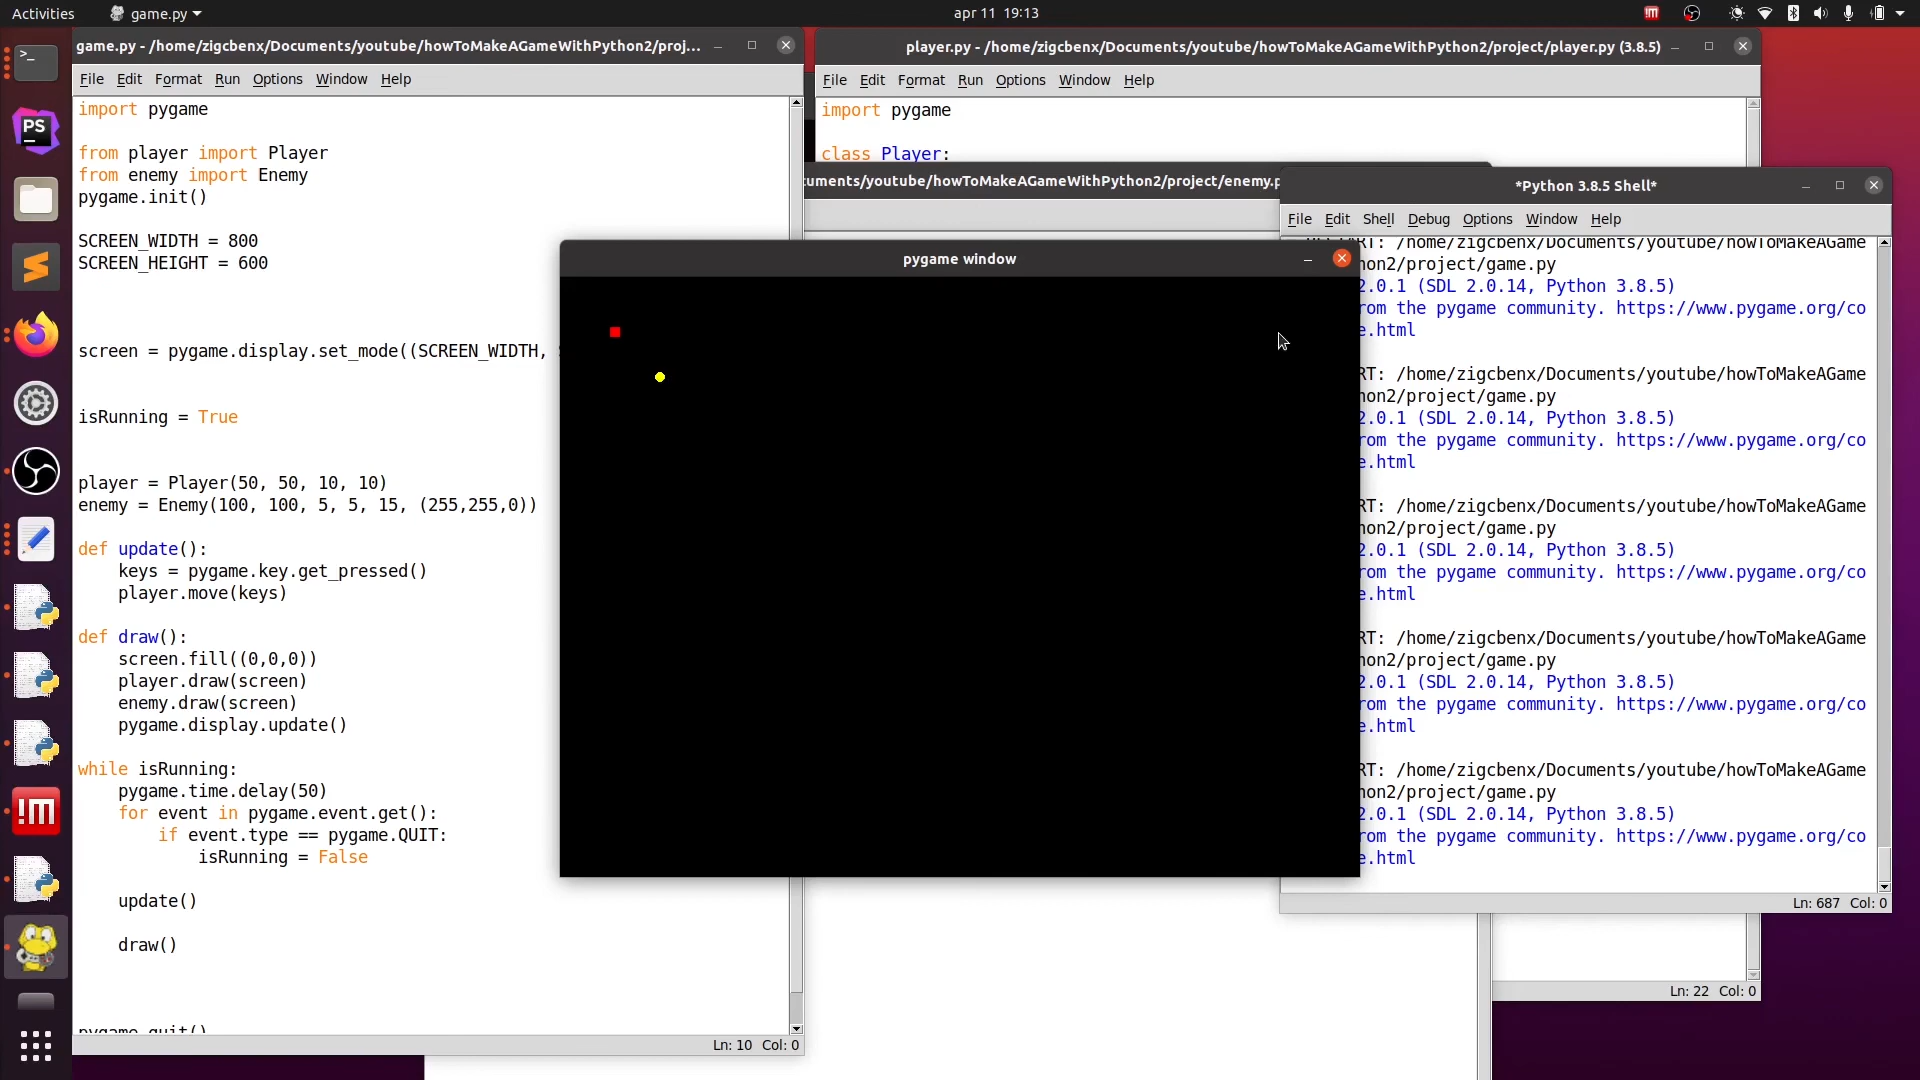 Activities
game.py
apr 11 19:13
game.py - /home/zigcbenx/Documents/youtube/howToMakeAGameWithPython2/proj...
File Edit Format Run Options Window Help
import pygame
from player import Player
from enemy import Enemy
pygame.init()
SCREEN_WIDTH = 800
SCREEN_HEIGHT = 600
screen = pygame.display.set_mode((SCREEN_WIDTH,
isRunning = True
player = Player(50, 50, 10, 10)
enemy = Enemy(100, 100, 5, 5, 15, (255,255,0))
def update():
keys = pygame.key.get_pressed()
player.move(keys)
def draw():
screen.fill((0,0,0))
player.draw(screen)
enemy.draw(screen)
pygame.display.update()
while isRunning:
pygame.time.delay(50)
for event in pygame.event.get():
if event.type == pygame.QUIT:
isRunning = False
update()
draw()
pygame.quit()
Ln: 10 Col: 0
player.py - /home/zigcbenx/Documents/youtube/howToMakeAGameWithPython2/project/player.py (3.8.5)
File Edit Format Run Options Window Help
import pygame
class Player:
Ln: 22 Col: 0
cuments/youtube/howToMakeAGameWithPython2/project/enemy.p
pygame window
*Python 3.8.5 Shell*
File Edit Shell Debug Options Window Help
RESTART: /home/zigcbenx/Documents/youtube/howToMakeAGame
hon2/project/game.py
2.0.1 (SDL 2.0.14, Python 3.8.5)
rom the pygame community. https://www.pygame.org/co
e.html
RT: /home/zigcbenx/Documents/youtube/howToMakeAGame
hon2/project/game.py
2.0.1 (SDL 2.0.14, Python 3.8.5)
rom the pygame community. https://www.pygame.org/co
e.html
RT: /home/zigcbenx/Documents/youtube/howToMakeAGame
hon2/project/game.py
2.0.1 (SDL 2.0.14, Python 3.8.5)
rom the pygame community. https://www.pygame.org/co
e.html
RT: /home/zigcbenx/Documents/youtube/howToMakeAGame
hon2/project/game.py
2.0.1 (SDL 2.0.14, Python 3.8.5)
rom the pygame community. https://www.pygame.org/co
e.html
RT: /home/zigcbenx/Documents/youtube/howToMakeAGame
hon2/project/game.py
2.0.1 (SDL 2.0.14, Python 3.8.5)
rom the pygame community. https://www.pygame.org/co
e.html
Ln: 687 Col: 0
PS
!M